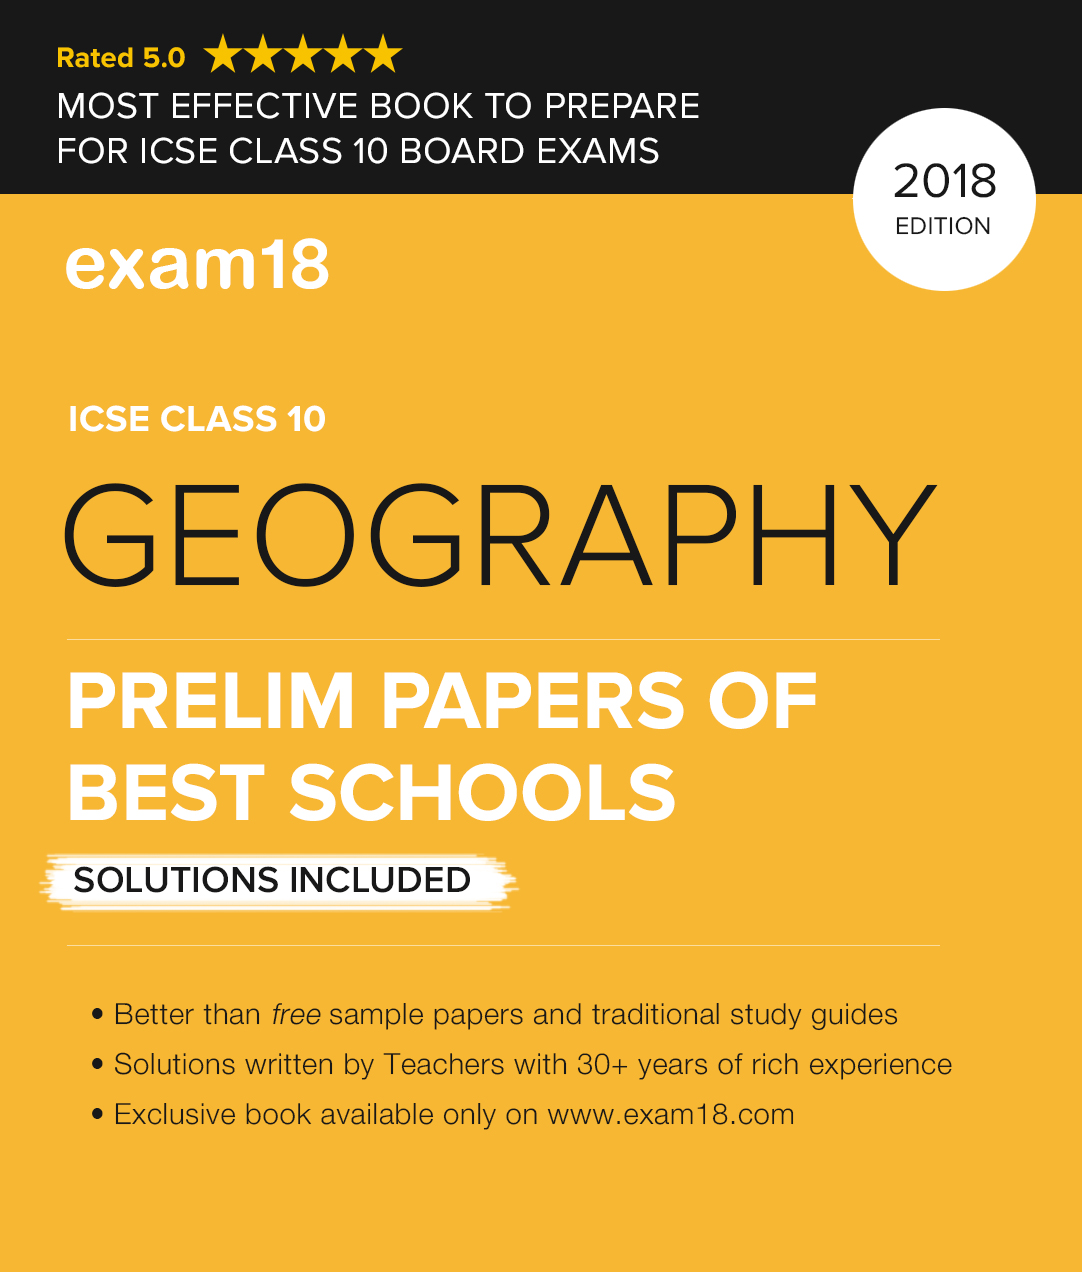 Rated 5.0 ★★★★★
MOST EFFECTIVE BOOK TO PREPARE
FOR ICSE CLASS 10 BOARD EXAMS
2018
EDITION
exam18
ICSE CLASS 10
GEOGRAPHY
PRELIM PAPERS OF
BEST SCHOOLS
SOLUTIONS INCLUDED
• Better than free sample papers and traditional study guides
• Solutions written by Teachers with 30+ years of rich experience
• Exclusive book available only on www.exam18.com